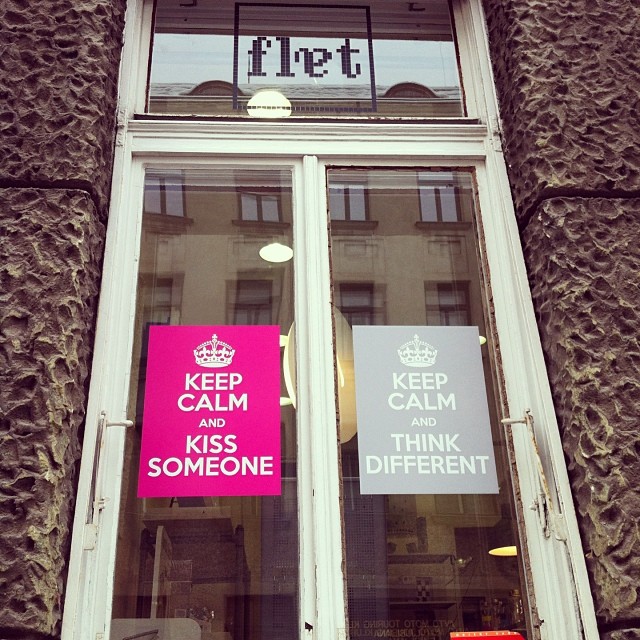 flet
KEEP
CALM
AND
KISS
SOMEONE
KEEP
CALM
AND
THINK
DIFFERENT